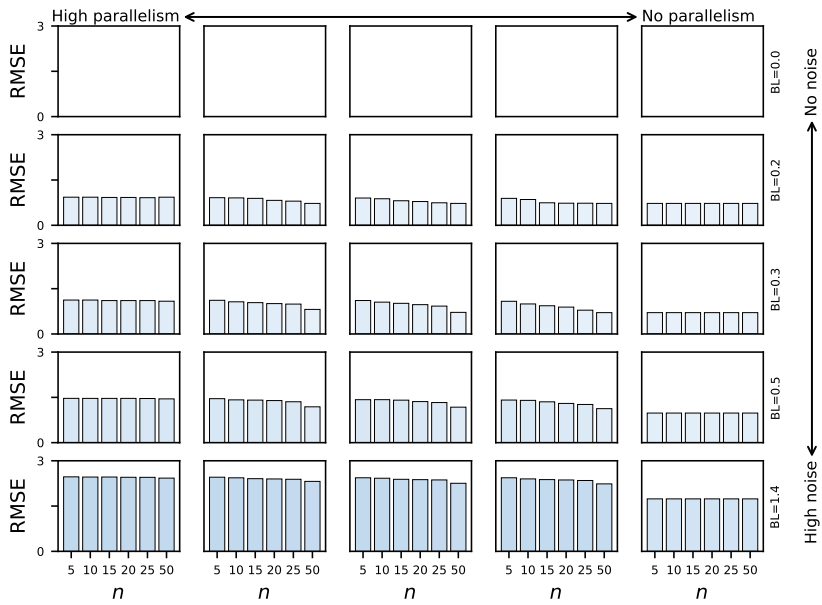 High parallelism No parallelism
3
RMSE
0
BL=0.0
No noise
3
RMSE
0
BL=0.2
3
RMSE
0
BL=0.3
3
RMSE
0
BL=0.5
3
RMSE
0
BL=1.4
High noise
5 10 15 20 25 50 5 10 15 20 25 50 5 10 15 20 25 50 5 10 15 20 25 50 5 10 15 20 25 50
n n n n n